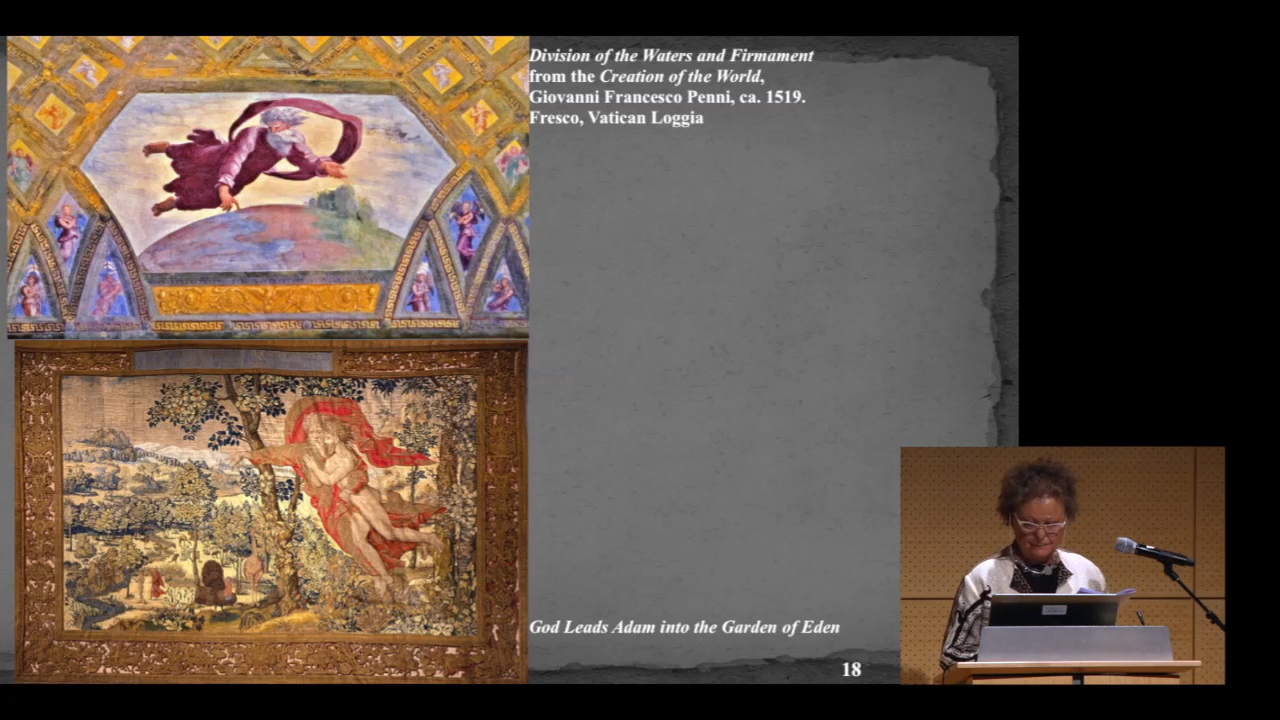 Division of the Waters and Firmament
from the Creation of the World,
Giovanni Francesco Penni, ca. 1519.
Fresco, Vatican Loggia
God Leads Adam into the Garden of Eden
18